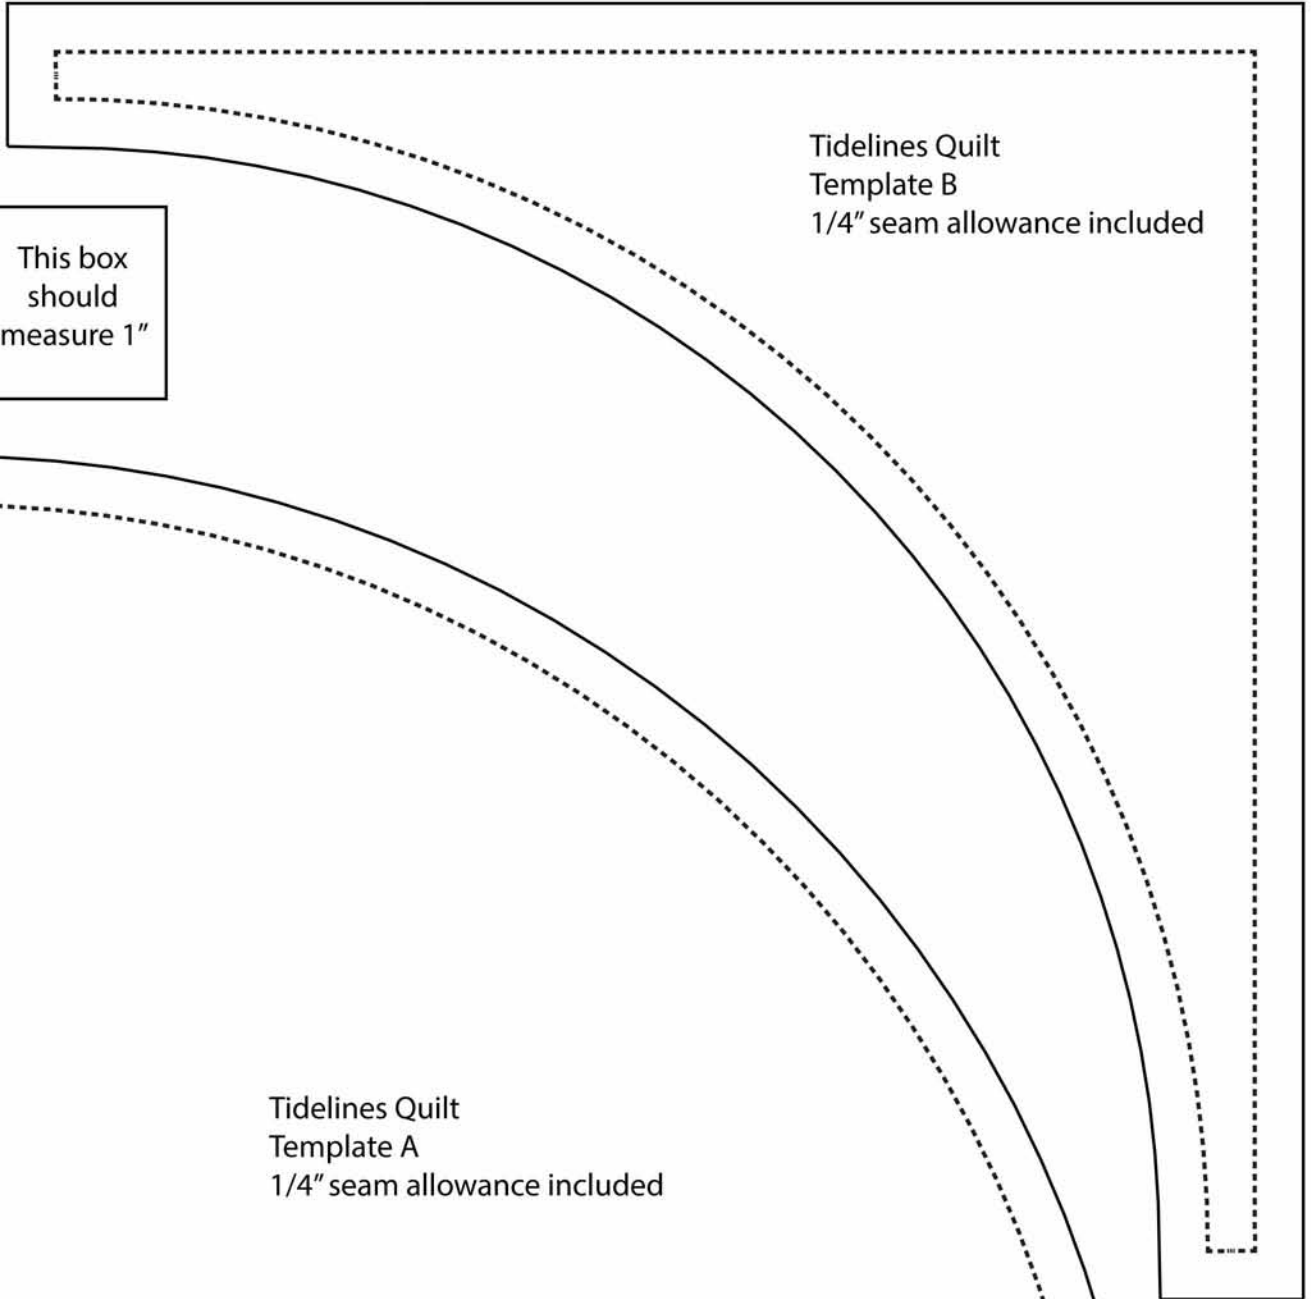 Tidelines Quilt
Template B
1/4" seam allowance included
This box
should
measure 1"
Tidelines Quilt
Template A
1/4" seam allowance included